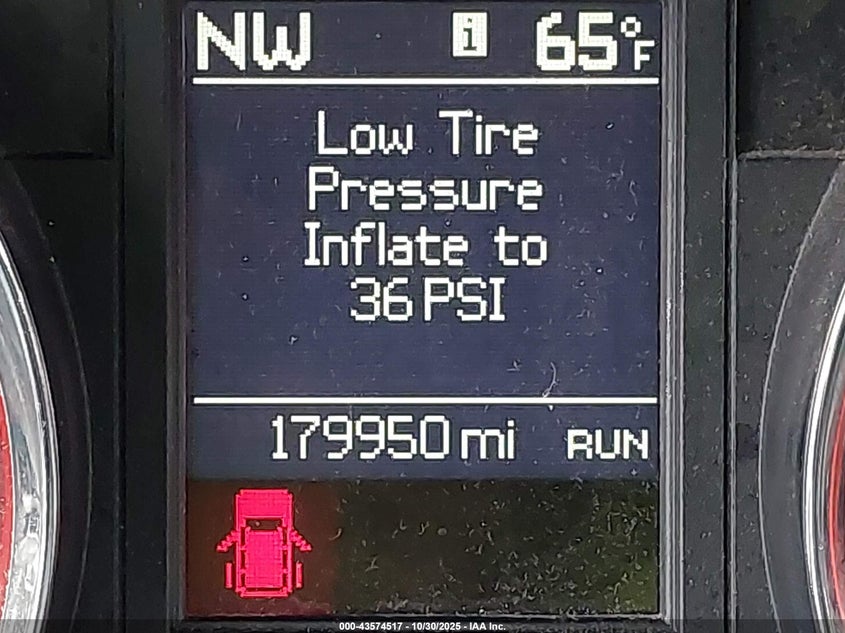 NW i 65°F
Low Tire
Pressure
Inflate to
36 PSI
179950 mi RUN
000-43574517 - 10/30/2025 - IAA Inc.